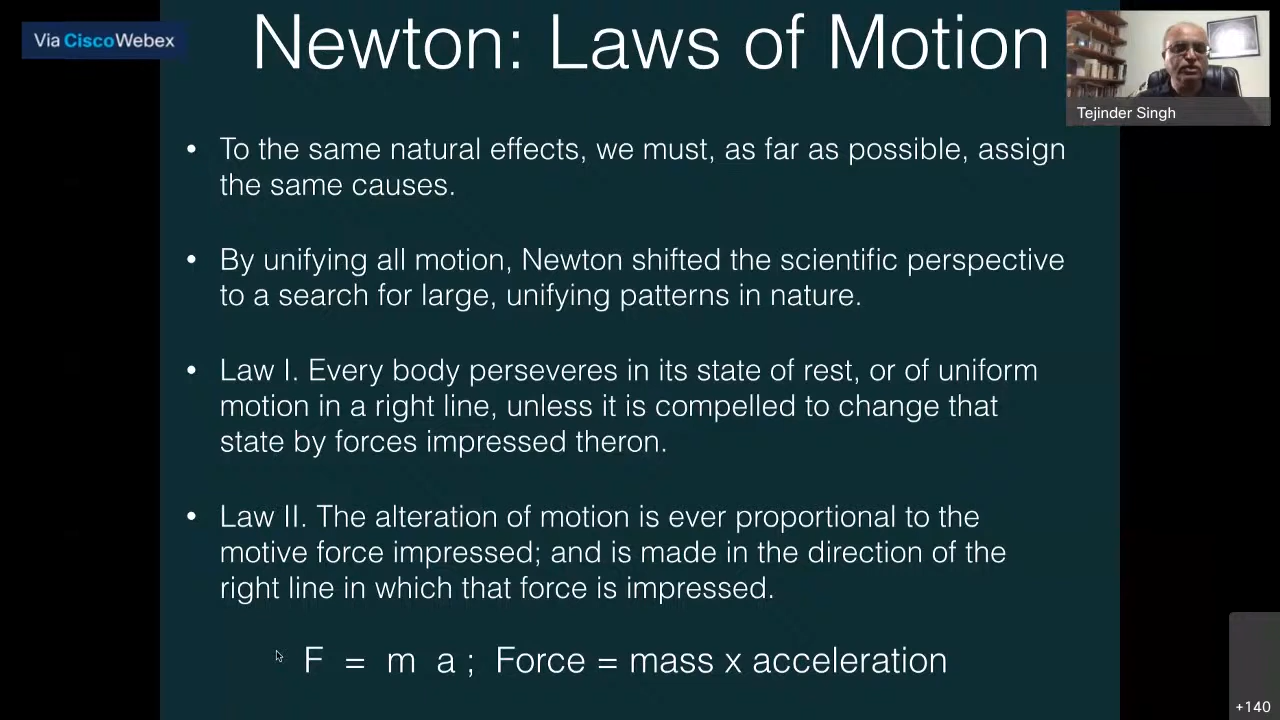 Via CiscoWebex
Newton: Laws of Motion
Tejinder Singh
• To the same natural effects, we must, as far as possible, assign
the same causes.
• By unifying all motion, Newton shifted the scientific perspective
to a search for large, unifying patterns in nature.
• Law I. Every body perseveres in its state of rest, or of uniform
motion in a right line, unless it is compelled to change that
state by forces impressed theron.
• Law II. The alteration of motion is ever proportional to the
motive force impressed; and is made in the direction of the
right line in which that force is impressed.
F = m a ; Force = mass x acceleration
+140